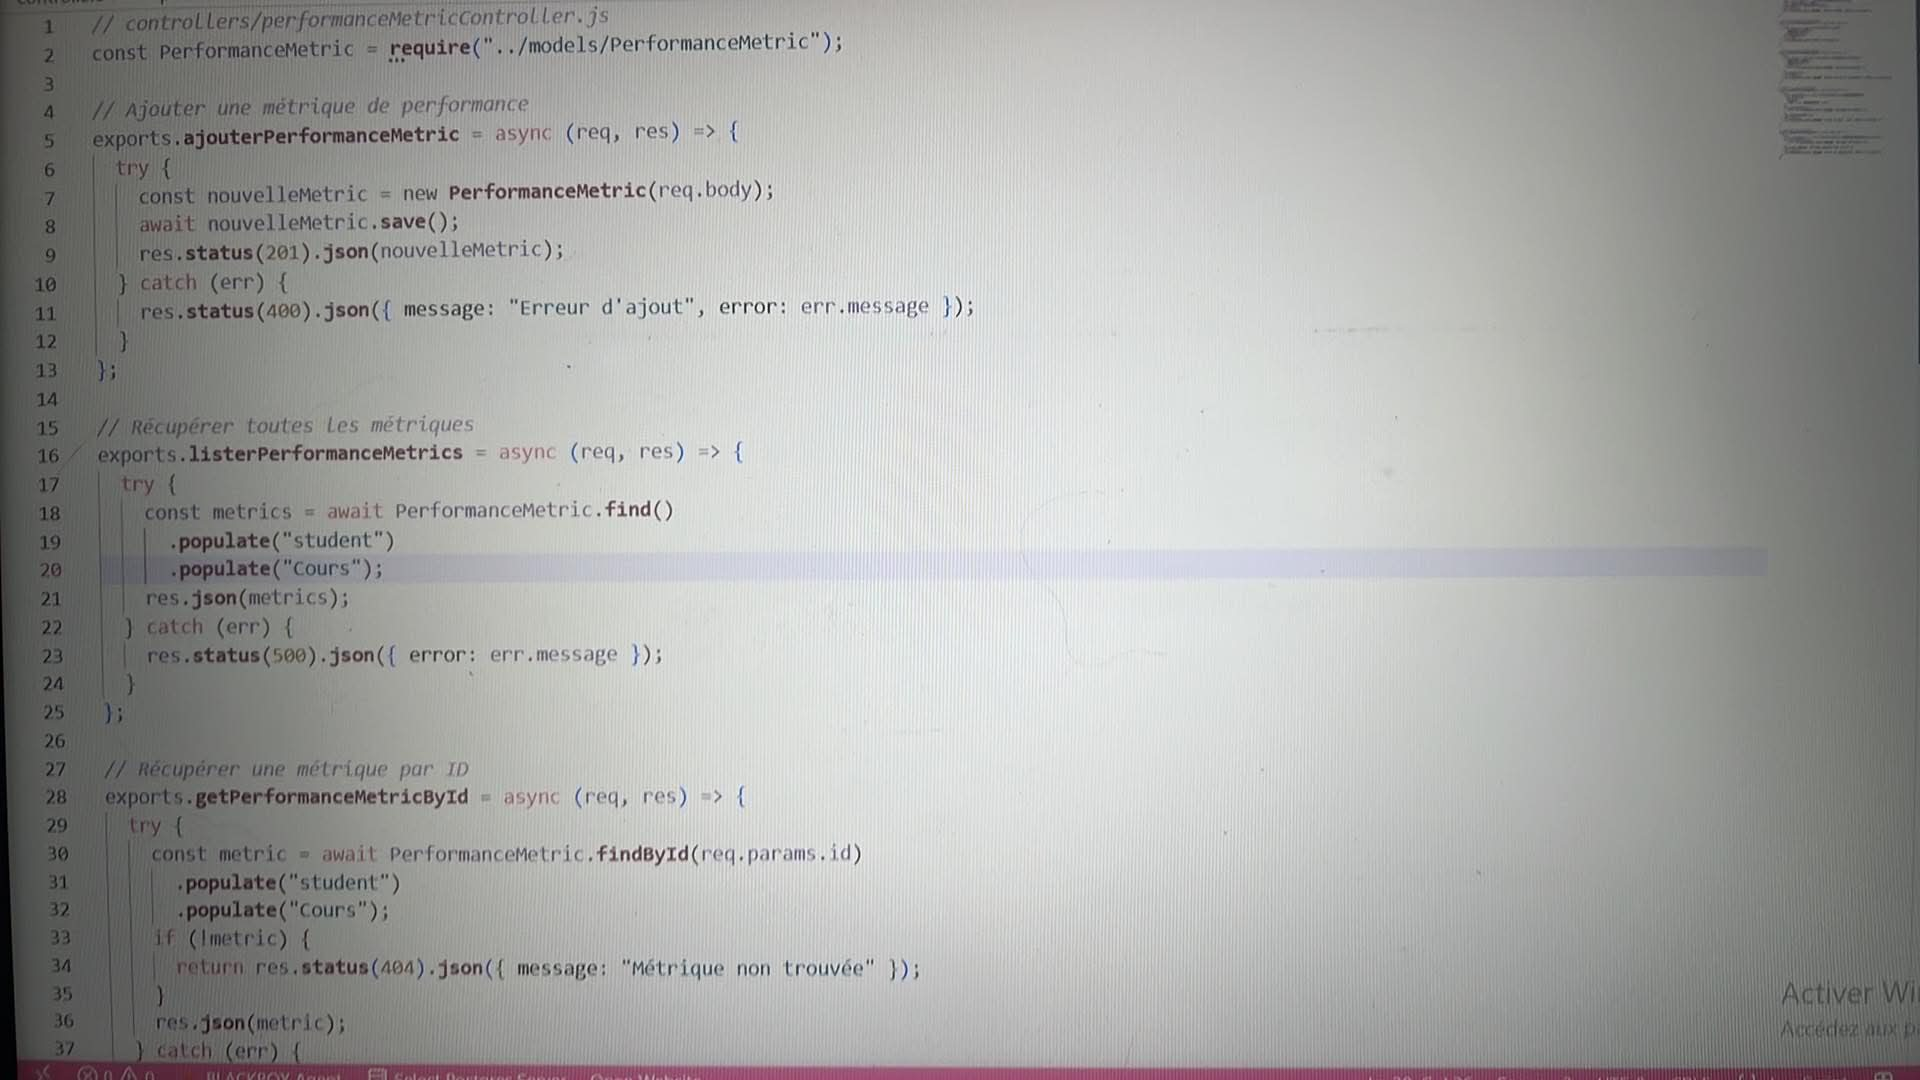 1 // controllers/performanceMetricController.js
2 const PerformanceMetric = require("../models/PerformanceMetric");
3
4 // Ajouter une métrique de performance
5 exports.ajouterPerformanceMetric = async (req, res) => {
6 try {
7 const nouvelleMetric = new PerformanceMetric(req.body);
8 await nouvelleMetric.save();
9 res.status(201).json(nouvelleMetric);
10 } catch (err) {
11 res.status(400).json({ message: "Erreur d'ajout", error: err.message });
12 }
13 };
14
15 // Récupérer toutes les métriques
16 exports.listerPerformanceMetrics = async (req, res) => {
17 try {
18 const metrics = await PerformanceMetric.find()
19 .populate("student")
20 .populate("Cours");
21 res.json(metrics);
22 } catch (err) {
23 res.status(500).json({ error: err.message });
24 }
25 };
26
27 // Récupérer une métrique par ID
28 exports.getPerformanceMetricById = async (req, res) => {
29 try {
30 const metric = await PerformanceMetric.findById(req.params.id)
31 .populate("student")
32 .populate("Cours");
33 if (!metric) {
34 return res.status(404).json({ message: "Métrique non trouvée" });
35 }
36 res.json(metric);
37 } catch (err) {
Activer Wi
Accédez aux p